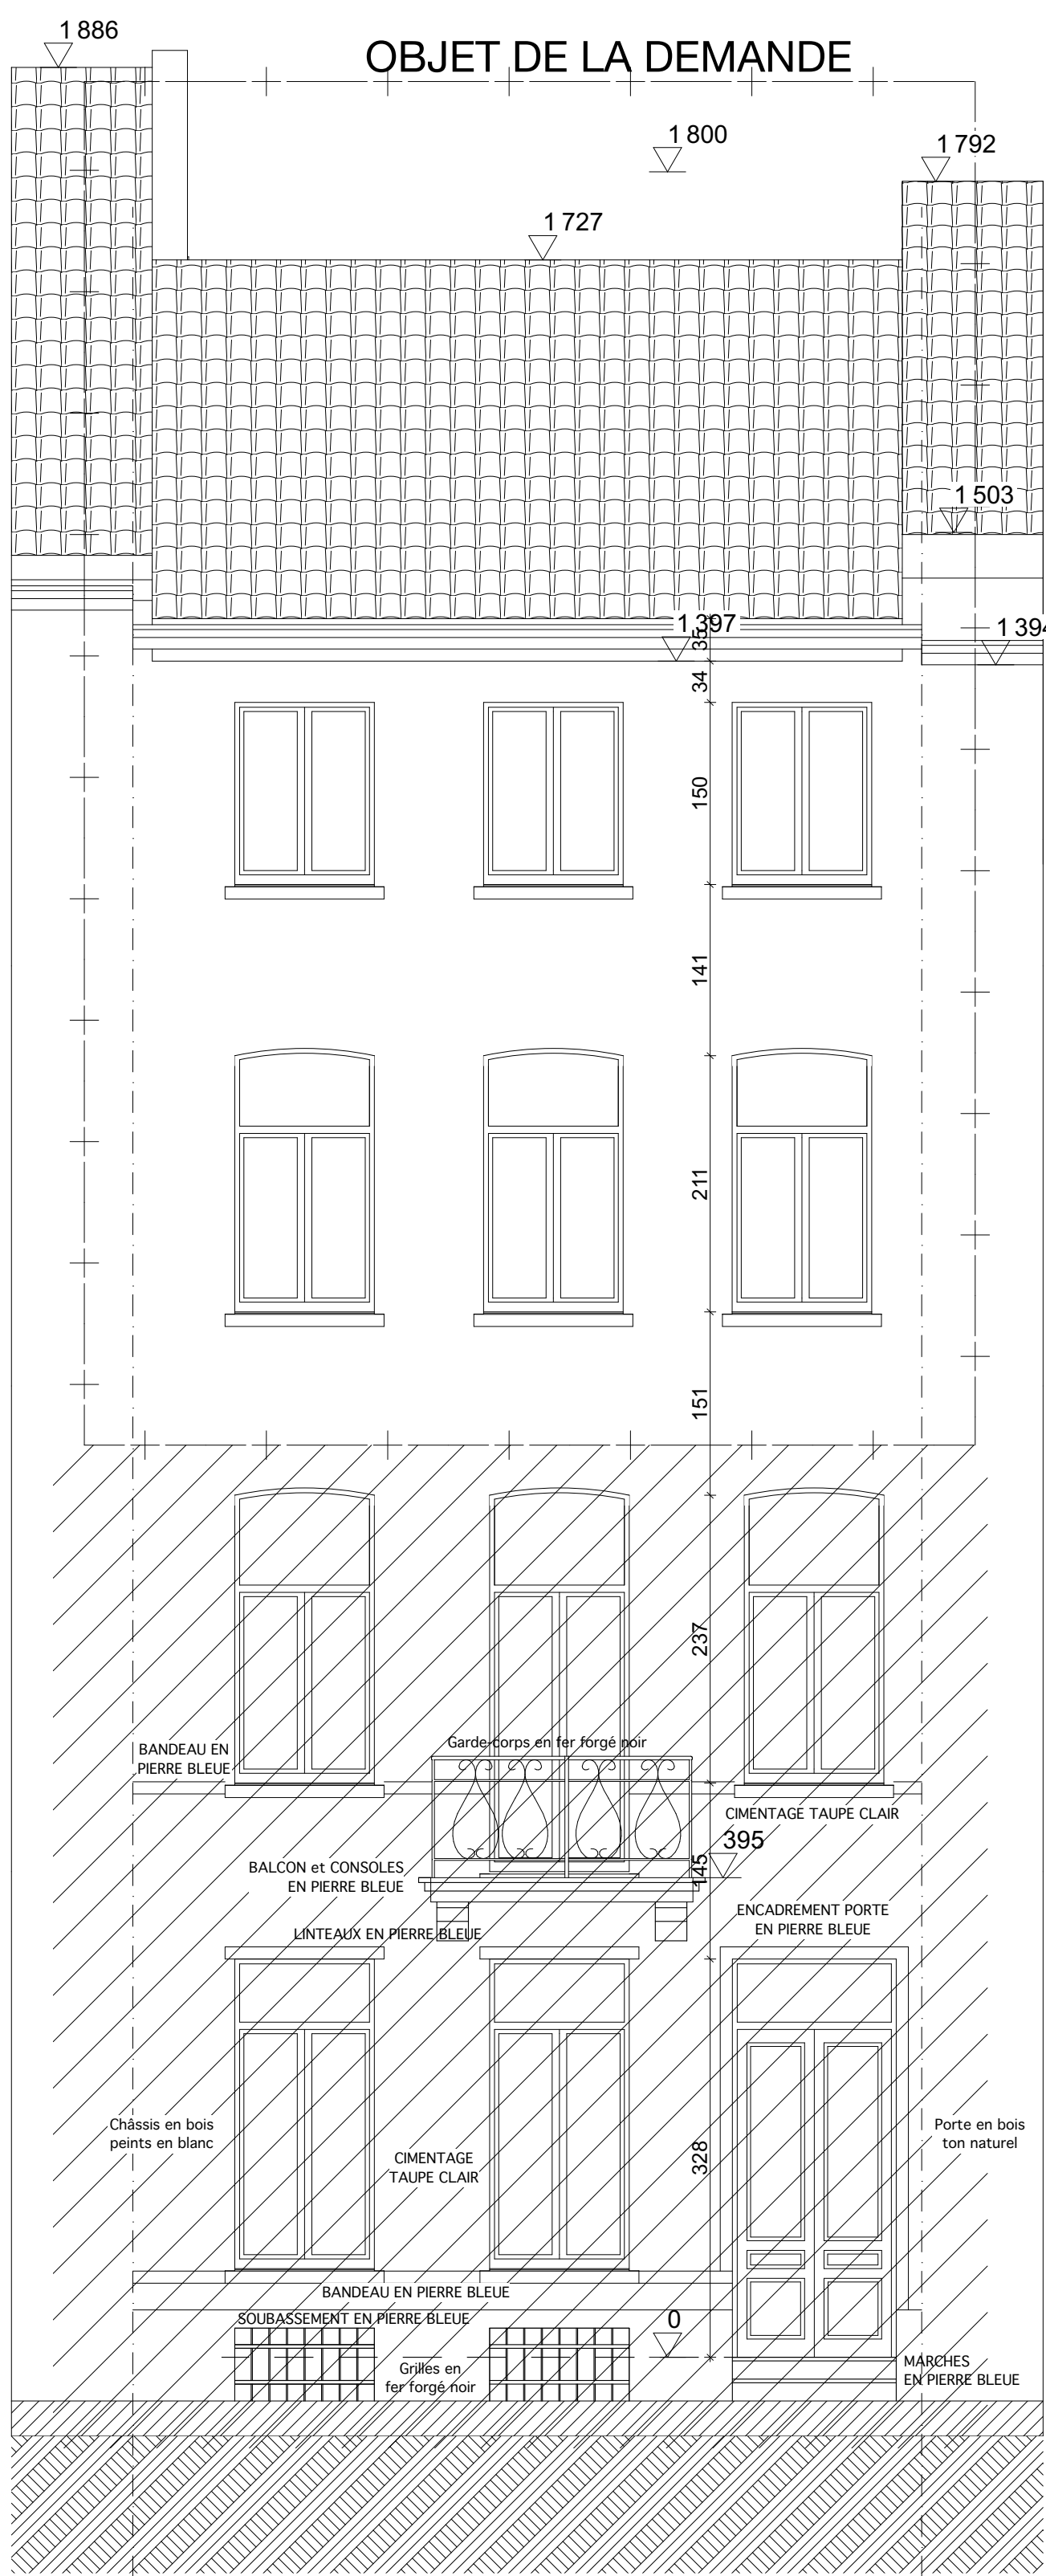 1 886
OBJET DE LA DEMANDE
1 800
1 792
1 727
1 503
1 397
35
1 394
34
150
141
211
151
237
Garde-corps en fer forgé noir
BANDEAU EN
PIERRE BLEUE
CIMENTAGE TAUPE CLAIR
395
145
BALCON et CONSOLES
EN PIERRE BLEUE
ENCADREMENT PORTE
EN PIERRE BLEUE
LINTEAUX EN PIERRE BLEUE
Châssis en bois
peints en blanc
Porte en bois
ton naturel
CIMENTAGE
TAUPE CLAIR
328
BANDEAU EN PIERRE BLEUE
SOUBASSEMENT EN PIERRE BLEUE
0
Grilles en
fer forgé noir
MARCHES
EN PIERRE BLEUE